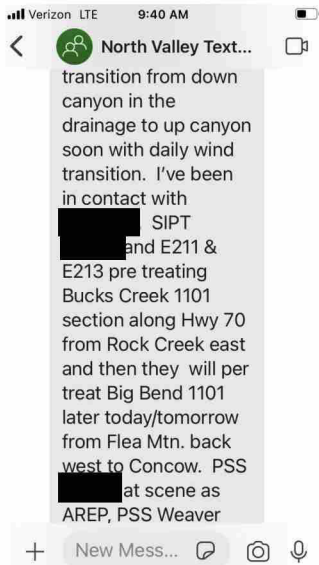 Verizon LTE 9:40 AM
North Valley Text...
transition from down
canyon in the
drainage to up canyon
soon with daily wind
transition. I've been
in contact with
SIPT
and E211 &
E213 pre treating
Bucks Creek 1101
section along Hwy 70
from Rock Creek east
and then they will per
treat Big Bend 1101
later today/tomorrow
from Flea Mtn. back
west to Concow. PSS
at scene as
AREP, PSS Weaver
New Mess...